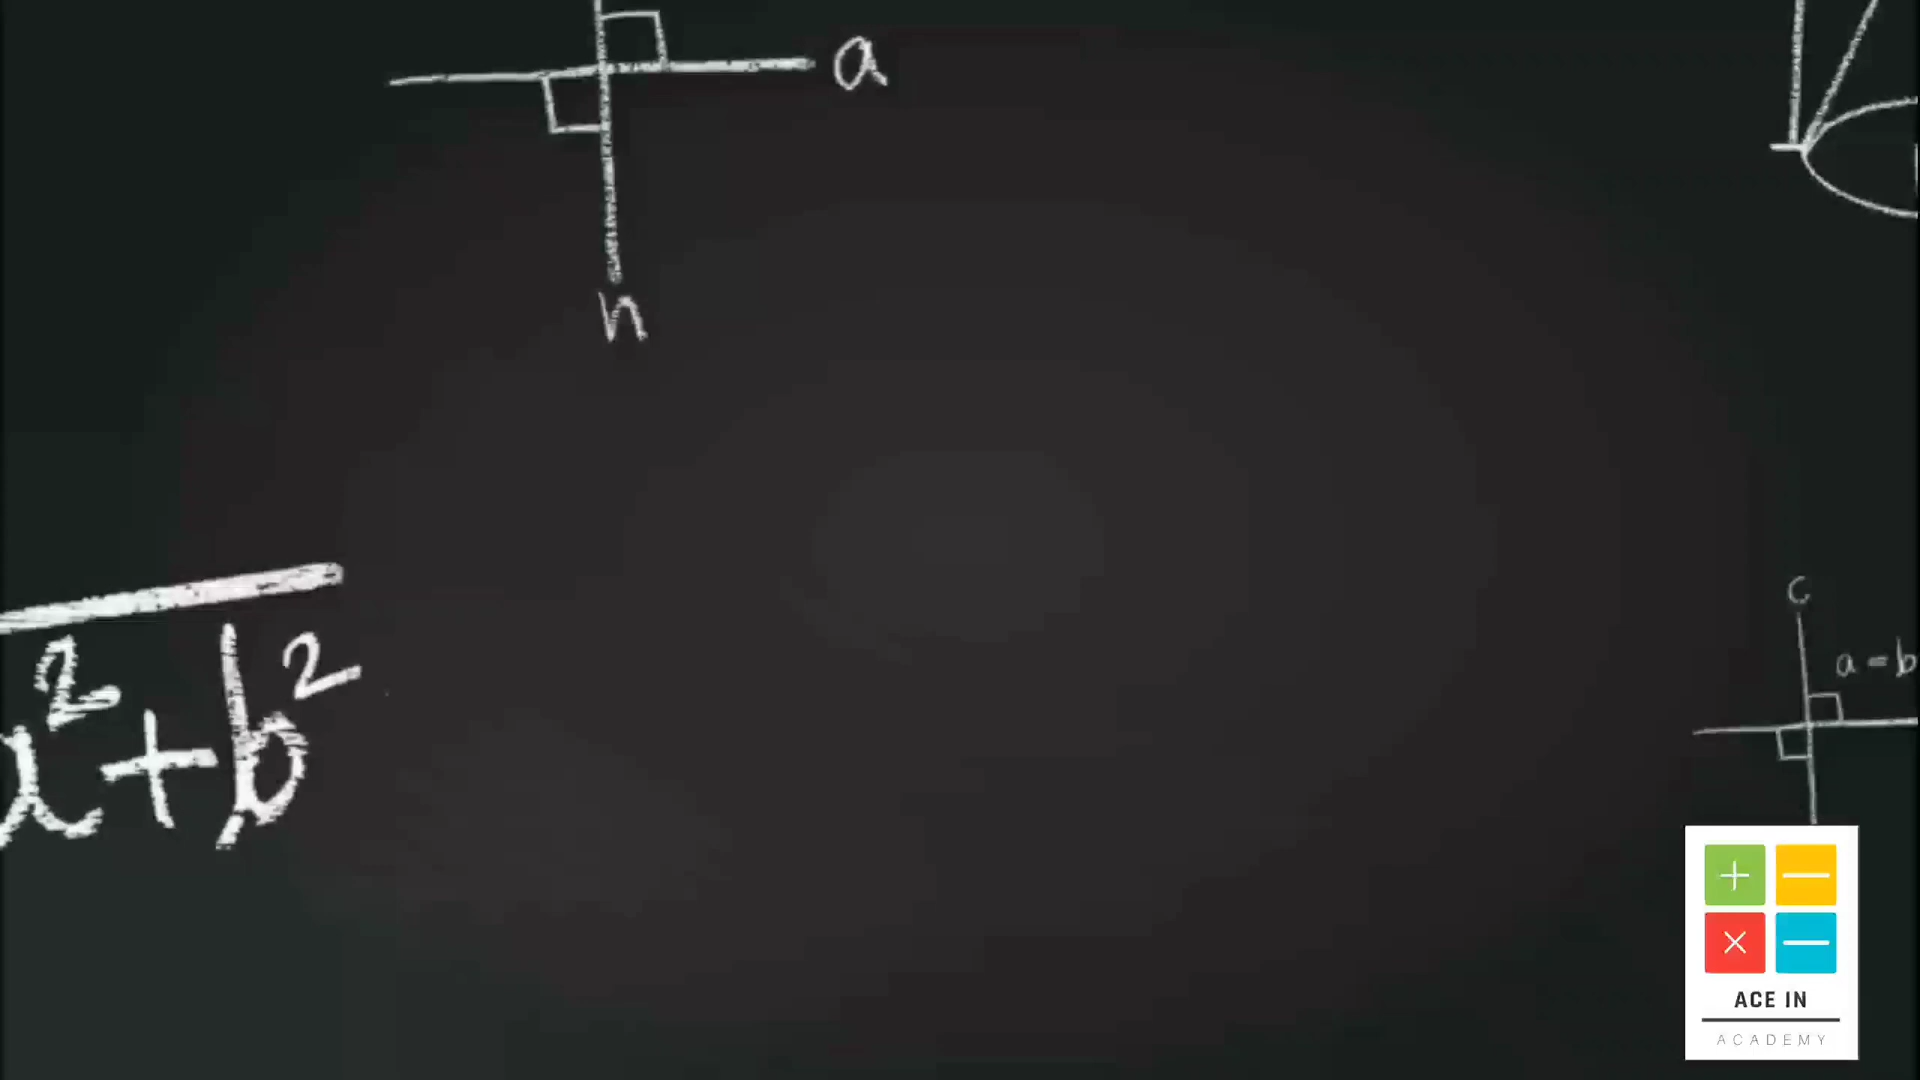 a
n
a²+b²
c
a = b
+ —
× —
ACE IN
ACADEMY